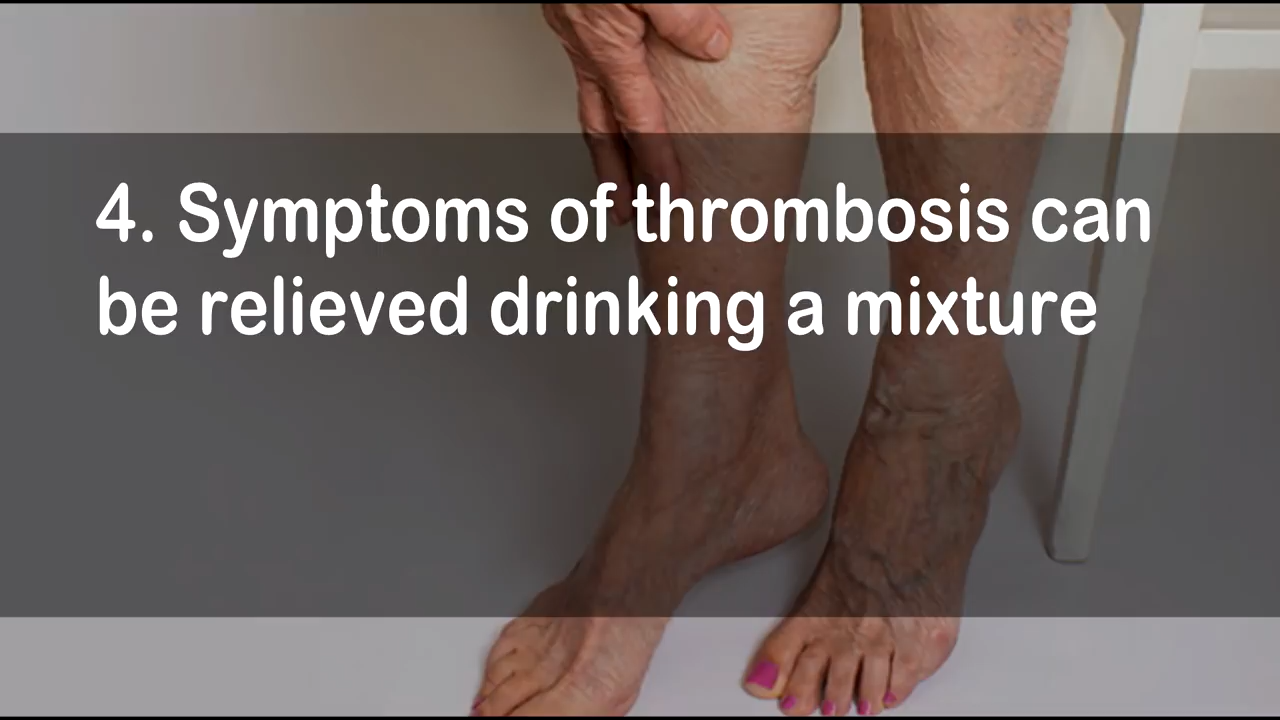 4. Symptoms of thrombosis can
be relieved drinking a mixture